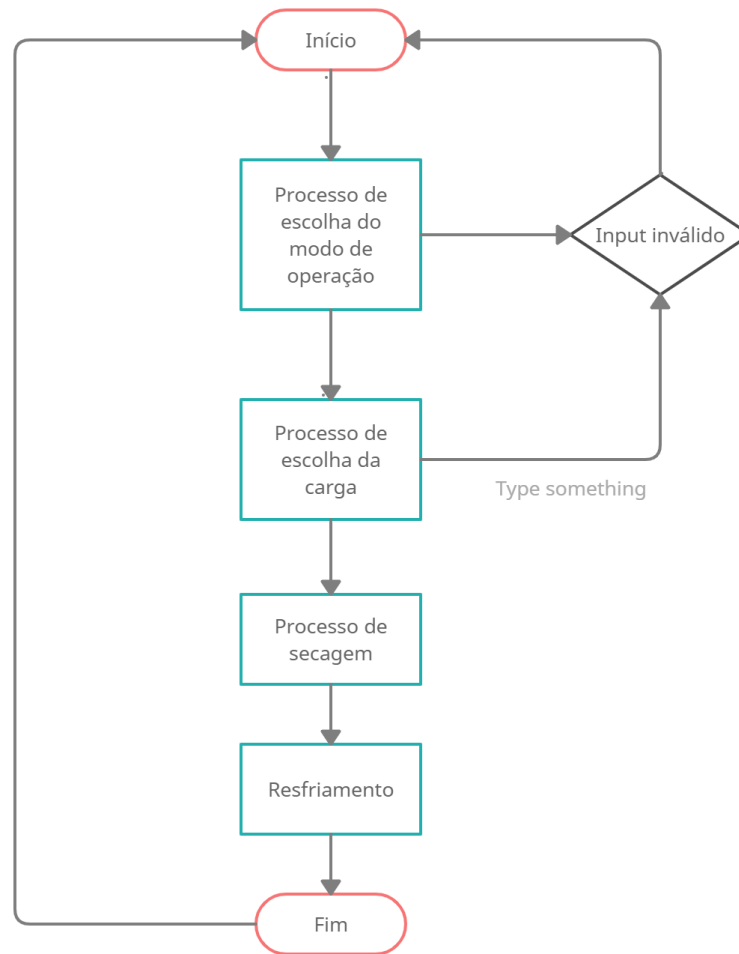 Início
Processo de
escolha do
modo de
operação
Input inválido
Processo de
escolha da
carga
Type something
Processo de
secagem
Resfriamento
Fim